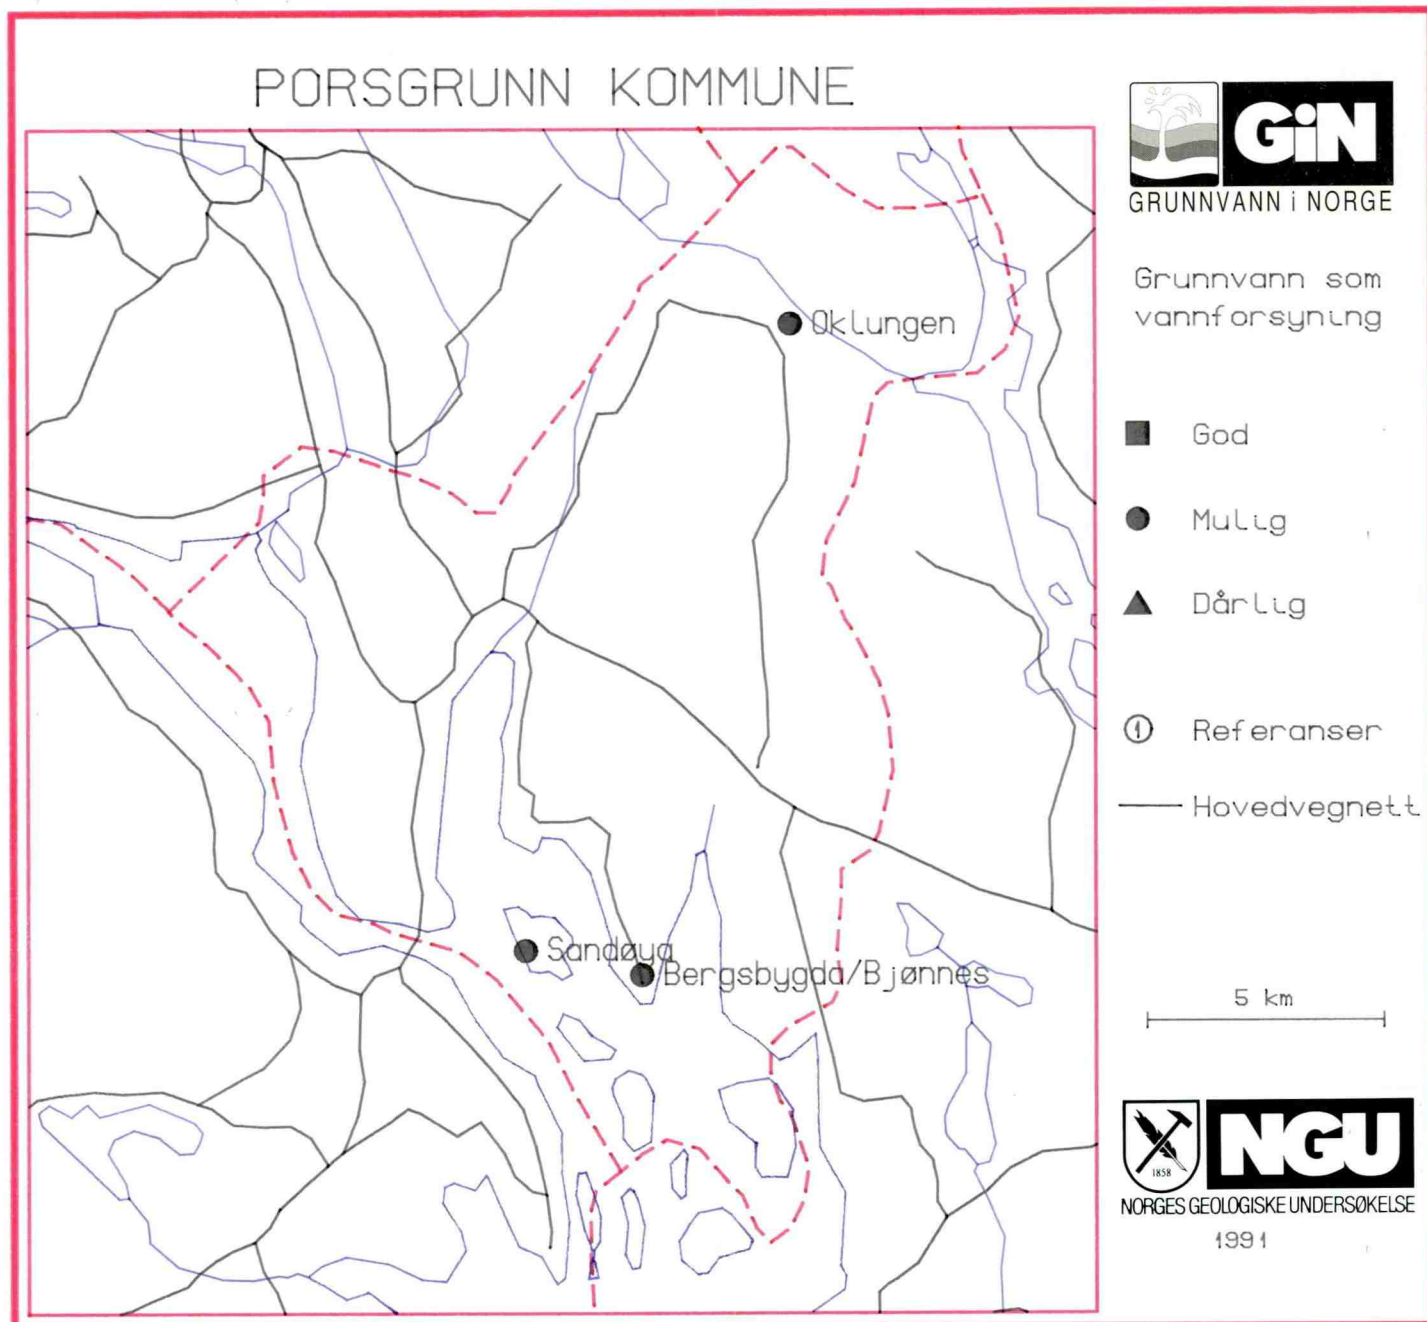 PORSGRUNN KOMMUNE
GiN
GRUNNVANN i NORGE
Grunnvann som
vannforsyning
Oklungen
God
Mulig
Dårlig
1 Referanser
Hovedvegnett
Sandøya
Bergsbygda/Bjønnes
5 km
1858
NGU
NORGES GEOLOGISKE UNDERSØKELSE
1991